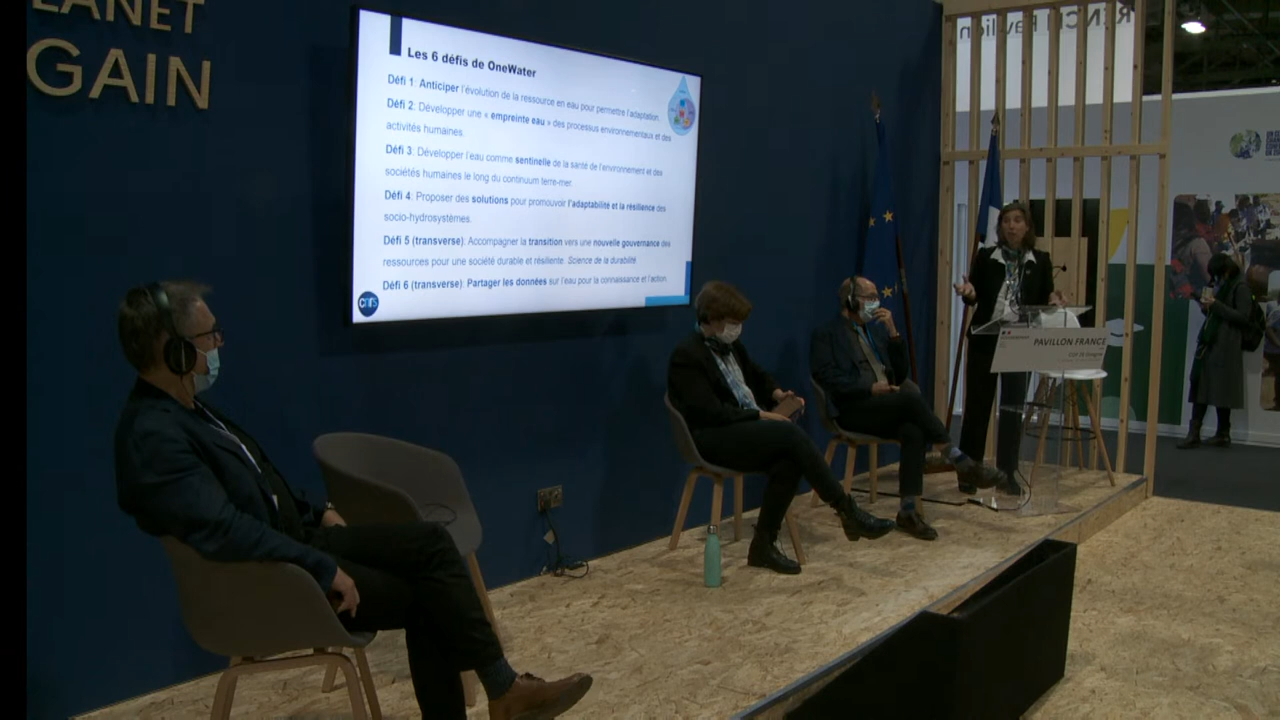 LANET
GAIN
Les 6 défis de OneWater
Défi 1: Anticiper l'évolution de la ressource en eau pour permettre l'adaptation.
Défi 2: Développer une « empreinte eau » des processus environnementaux et des
activités humaines.
Défi 3: Développer l'eau comme sentinelle de la santé de l'environnement et des
sociétés humaines le long du continuum terre-mer.
Défi 4: Proposer des solutions pour promouvoir l'adaptabilité et la résilience des
socio-hydrosystèmes.
Défi 5 (transverse): Accompagner la transition vers une nouvelle gouvernance des
ressources pour une société durable et résiliente. Science de la durabilité
Défi 6 (transverse): Partager les données sur l'eau pour la connaissance et l'action.
cnrs
Pavilion
PAVILLON FRANCE